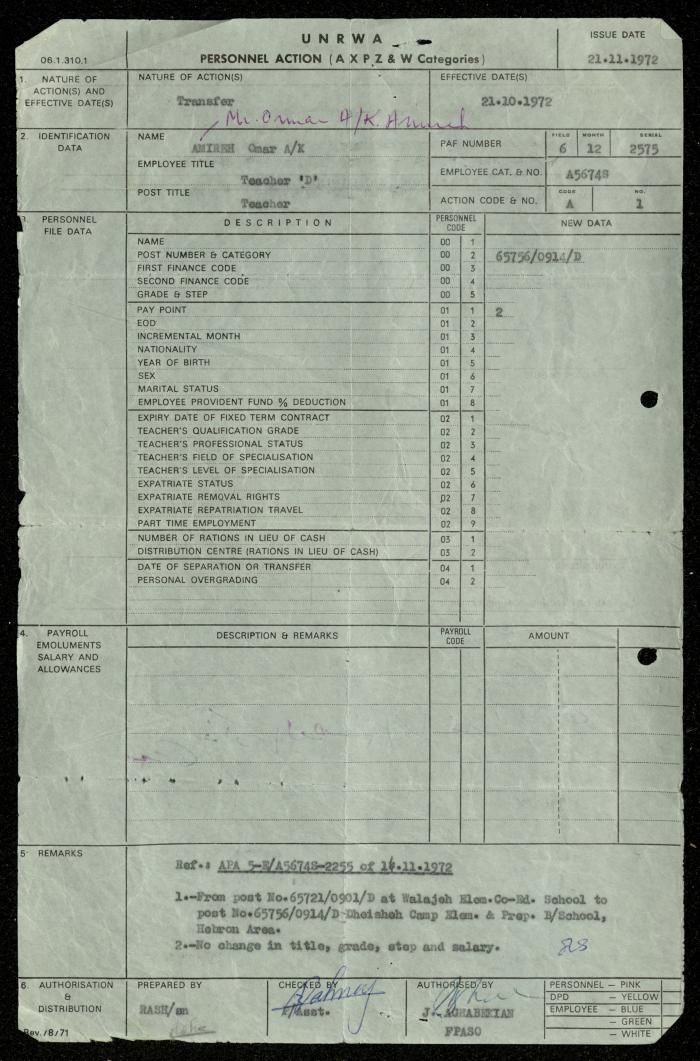 UNRWA
PERSONNEL ACTION (A X P Z & W Categories)
06.1.310.1
ISSUE DATE
21.11.1972
1. NATURE OF ACTION(S) AND EFFECTIVE DATE(S)
NATURE OF ACTION(S)
Transfer
EFFECTIVE DATE(S)
21.10.1972
Mr. Omar A/K. Amireh
2. IDENTIFICATION DATA
NAME
AMIREH Omar A/K
EMPLOYEE TITLE
Teacher 'D'
POST TITLE
Teacher
PAF NUMBER
FIELD MONTH SERIAL
6 12 2575
EMPLOYEE CAT. & NO. A5674S
ACTION CODE & NO.
CODE NO.
A 1
3. PERSONNEL FILE DATA
DESCRIPTION PERSONNEL CODE NEW DATA
NAME 00 1
POST NUMBER & CATEGORY 00 2 65756/0914/D
FIRST FINANCE CODE 00 3
SECOND FINANCE CODE 00 4
GRADE & STEP 00 5
PAY POINT 01 1 2
EOD 01 2
INCREMENTAL MONTH 01 3
NATIONALITY 01 4
YEAR OF BIRTH 01 5
SEX 01 6
MARITAL STATUS 01 7
EMPLOYEE PROVIDENT FUND % DEDUCTION 01 8
EXPIRY DATE OF FIXED TERM CONTRACT 02 1
TEACHER'S QUALIFICATION GRADE 02 2
TEACHER'S PROFESSIONAL STATUS 02 3
TEACHER'S FIELD OF SPECIALISATION 02 4
TEACHER'S LEVEL OF SPECIALISATION 02 5
EXPATRIATE STATUS 02 6
EXPATRIATE REMOVAL RIGHTS 02 7
EXPATRIATE REPATRIATION TRAVEL 02 8
PART TIME EMPLOYMENT 02 9
NUMBER OF RATIONS IN LIEU OF CASH 03 1
DISTRIBUTION CENTRE (RATIONS IN LIEU OF CASH) 03 2
DATE OF SEPARATION OR TRANSFER 04 1
PERSONAL OVERGRADING 04 2
4. PAYROLL EMOLUMENTS SALARY AND ALLOWANCES
DESCRIPTION & REMARKS PAYROLL CODE AMOUNT
5 REMARKS
Ref.: APA 5-E/A5674S-2255 of 14.11.1972
1.-From post No.65721/0901/D at Walajeh Elem.Co-Ed. School to
post No.65756/0914/D Dheisheh Camp Elem. & Prep. B/School,
Hebron Area.
2.-No change in title, grade, step and salary.
6. AUTHORISATION & DISTRIBUTION
PREPARED BY
RASH/an
CHECKED BY
P/Asst.
AUTHORISED BY
J. AGHABEKIAN
FPASO
PERSONNEL — PINK
DPD — YELLOW
EMPLOYEE — BLUE
— GREEN
— WHITE
Rev. /8/71